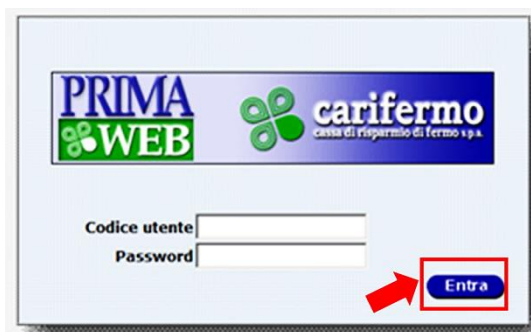 PRIMA
WEB
carifermo
cassa di risparmio di fermo s.p.a.
Codice utente
Password
Entra